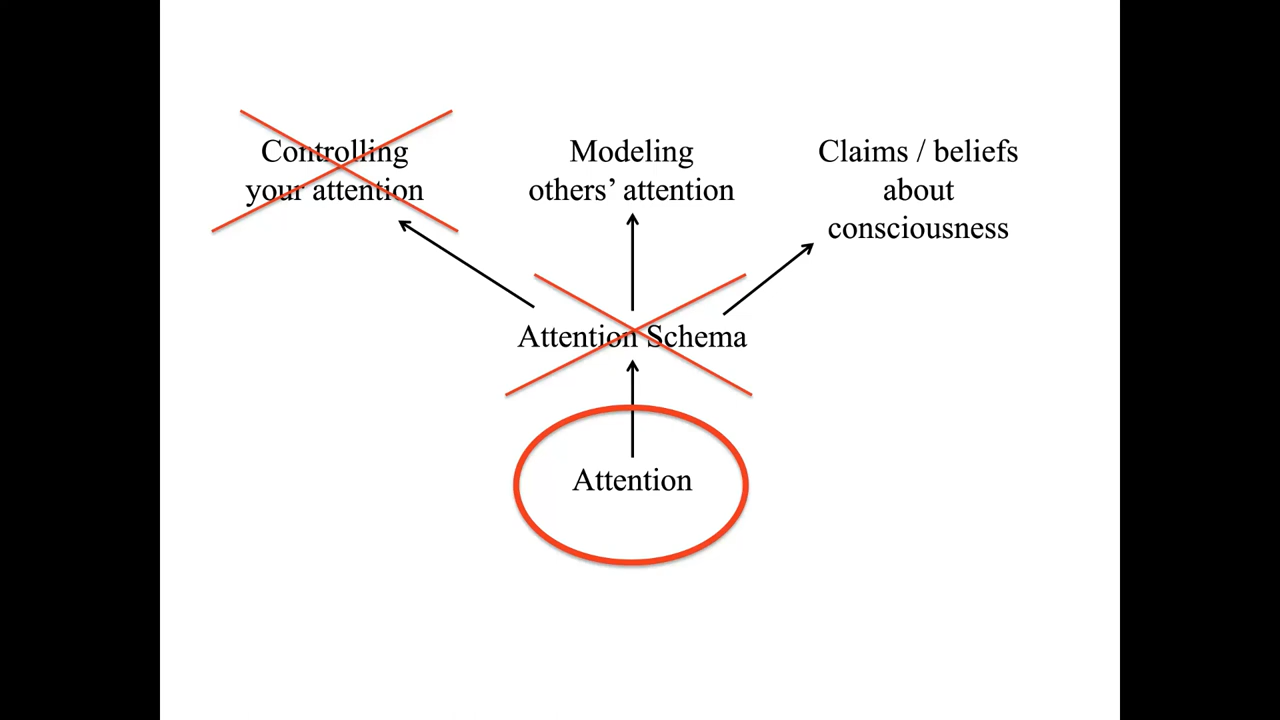 Controlling
your attention
Modeling
others’ attention
Claims / beliefs
about
consciousness
Attention Schema
Attention